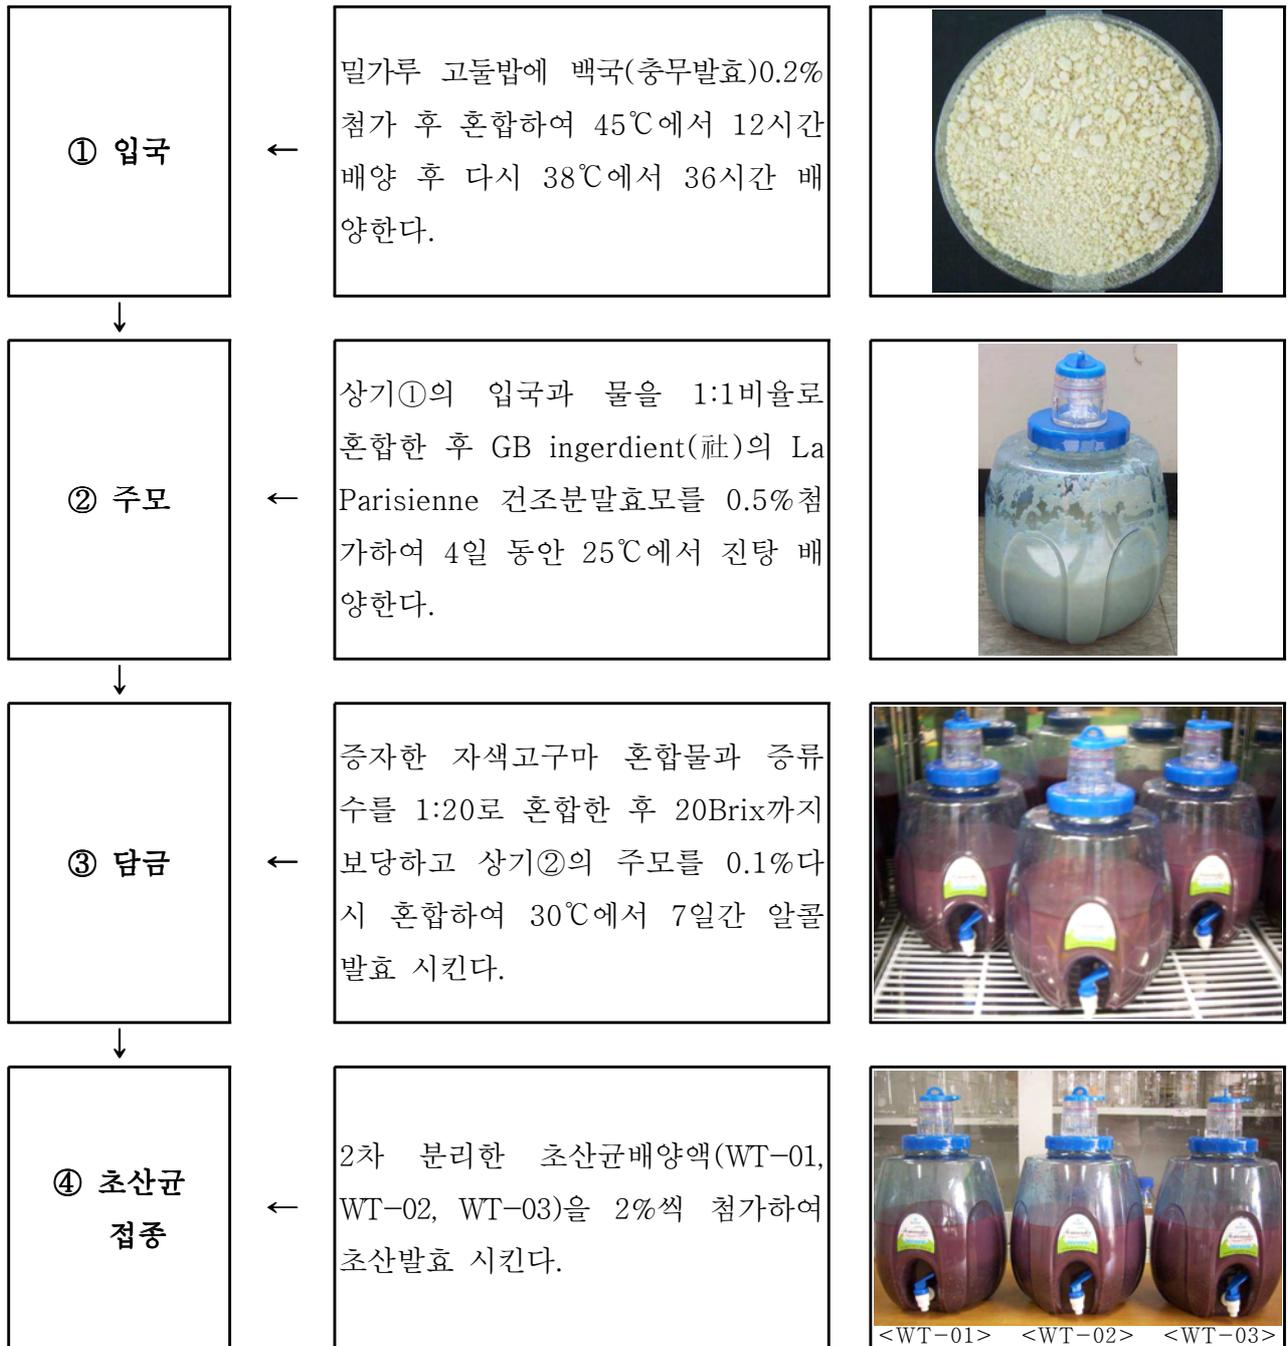 ① 입국
←
밀가루 고둘밥에 백국(충무발효)0.2%
첨가 후 혼합하여 45℃에서 12시간
배양 후 다시 38℃에서 36시간 배
양한다.
↓
② 주모
←
상기①의 입국과 물을 1:1비율로
혼합한 후 GB ingerdient(社)의 La
Parisienne 건조분말효모를 0.5%첨
가하여 4일 동안 25℃에서 진탕 배
양한다.
↓
③ 담금
←
증자한 자색고구마 혼합물과 증류
수를 1:20로 혼합한 후 20Brix까지
보당하고 상기②의 주모를 0.1%다
시 혼합하여 30℃에서 7일간 알콜
발효 시킨다.
↓
④ 초산균
접종
←
2차 분리한 초산균배양액(WT-01,
WT-02, WT-03)을 2%씩 첨가하여
초산발효 시킨다.
<WT-01> <WT-02> <WT-03>